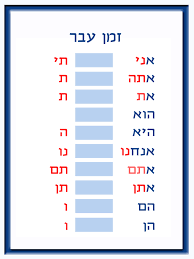 זמן עבר
אני תי
אתה ת
את ת
הוא
היא ה
אנחנו נו
אתם תם
אתן תן
הם ו
הן ו